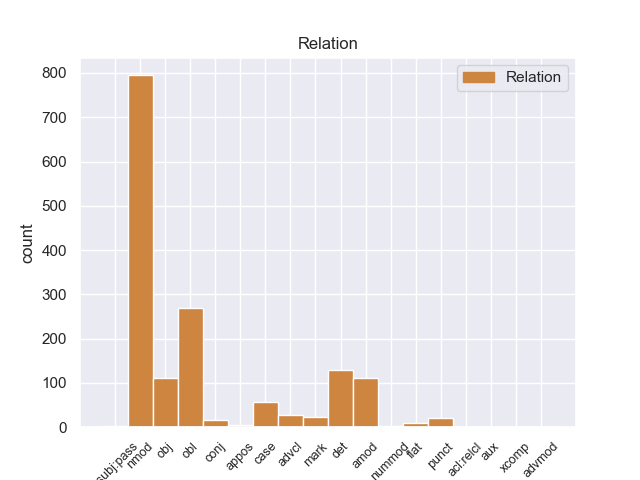 Relation
Relation
count
800
700
600
500
400
300
200
100
0
subj:pass
nmod
obj
obl
conj
appos
case
advcl
mark
det
amod
nummod
flat
punct
acl:relcl
aux
xcomp
advmod